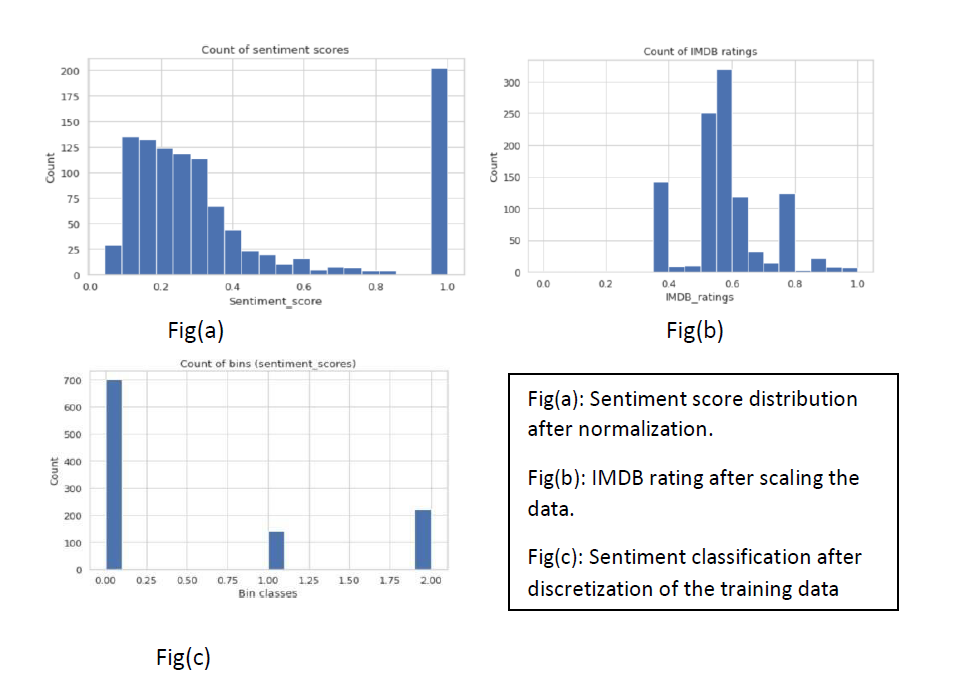 Count of sentiment scores
200
175
150
125
100
75
50
25
0
Count
0.0 0.2 0.4 0.6 0.8 1.0
Sentiment_score
Fig(a)
Count of IMDB ratings
300
250
200
150
100
50
0
Count
0.0 0.2 0.4 0.6 0.8 1.0
IMDB_ratings
Fig(b)
Count of bins (sentiment_scores)
700
600
500
400
300
200
100
0
Count
0.00 0.25 0.50 0.75 1.00 1.25 1.50 1.75 2.00
Bin classes
Fig(c)
Fig(a): Sentiment score distribution
after normalization.
Fig(b): IMDB rating after scaling the
data.
Fig(c): Sentiment classification after
discretization of the training data